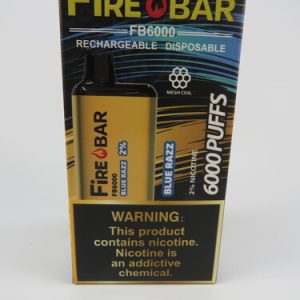 FIRE BAR
FB6000
RECHARGEABLE DISPOSABLE
MESH COIL
FIRE BAR
FB6000
BLUE RAZZ 2%
BLUE RAZZ
2% NICOTINE
6000 PUFFS
WARNING:
This product
contains nicotine.
Nicotine is
an addictive
chemical.